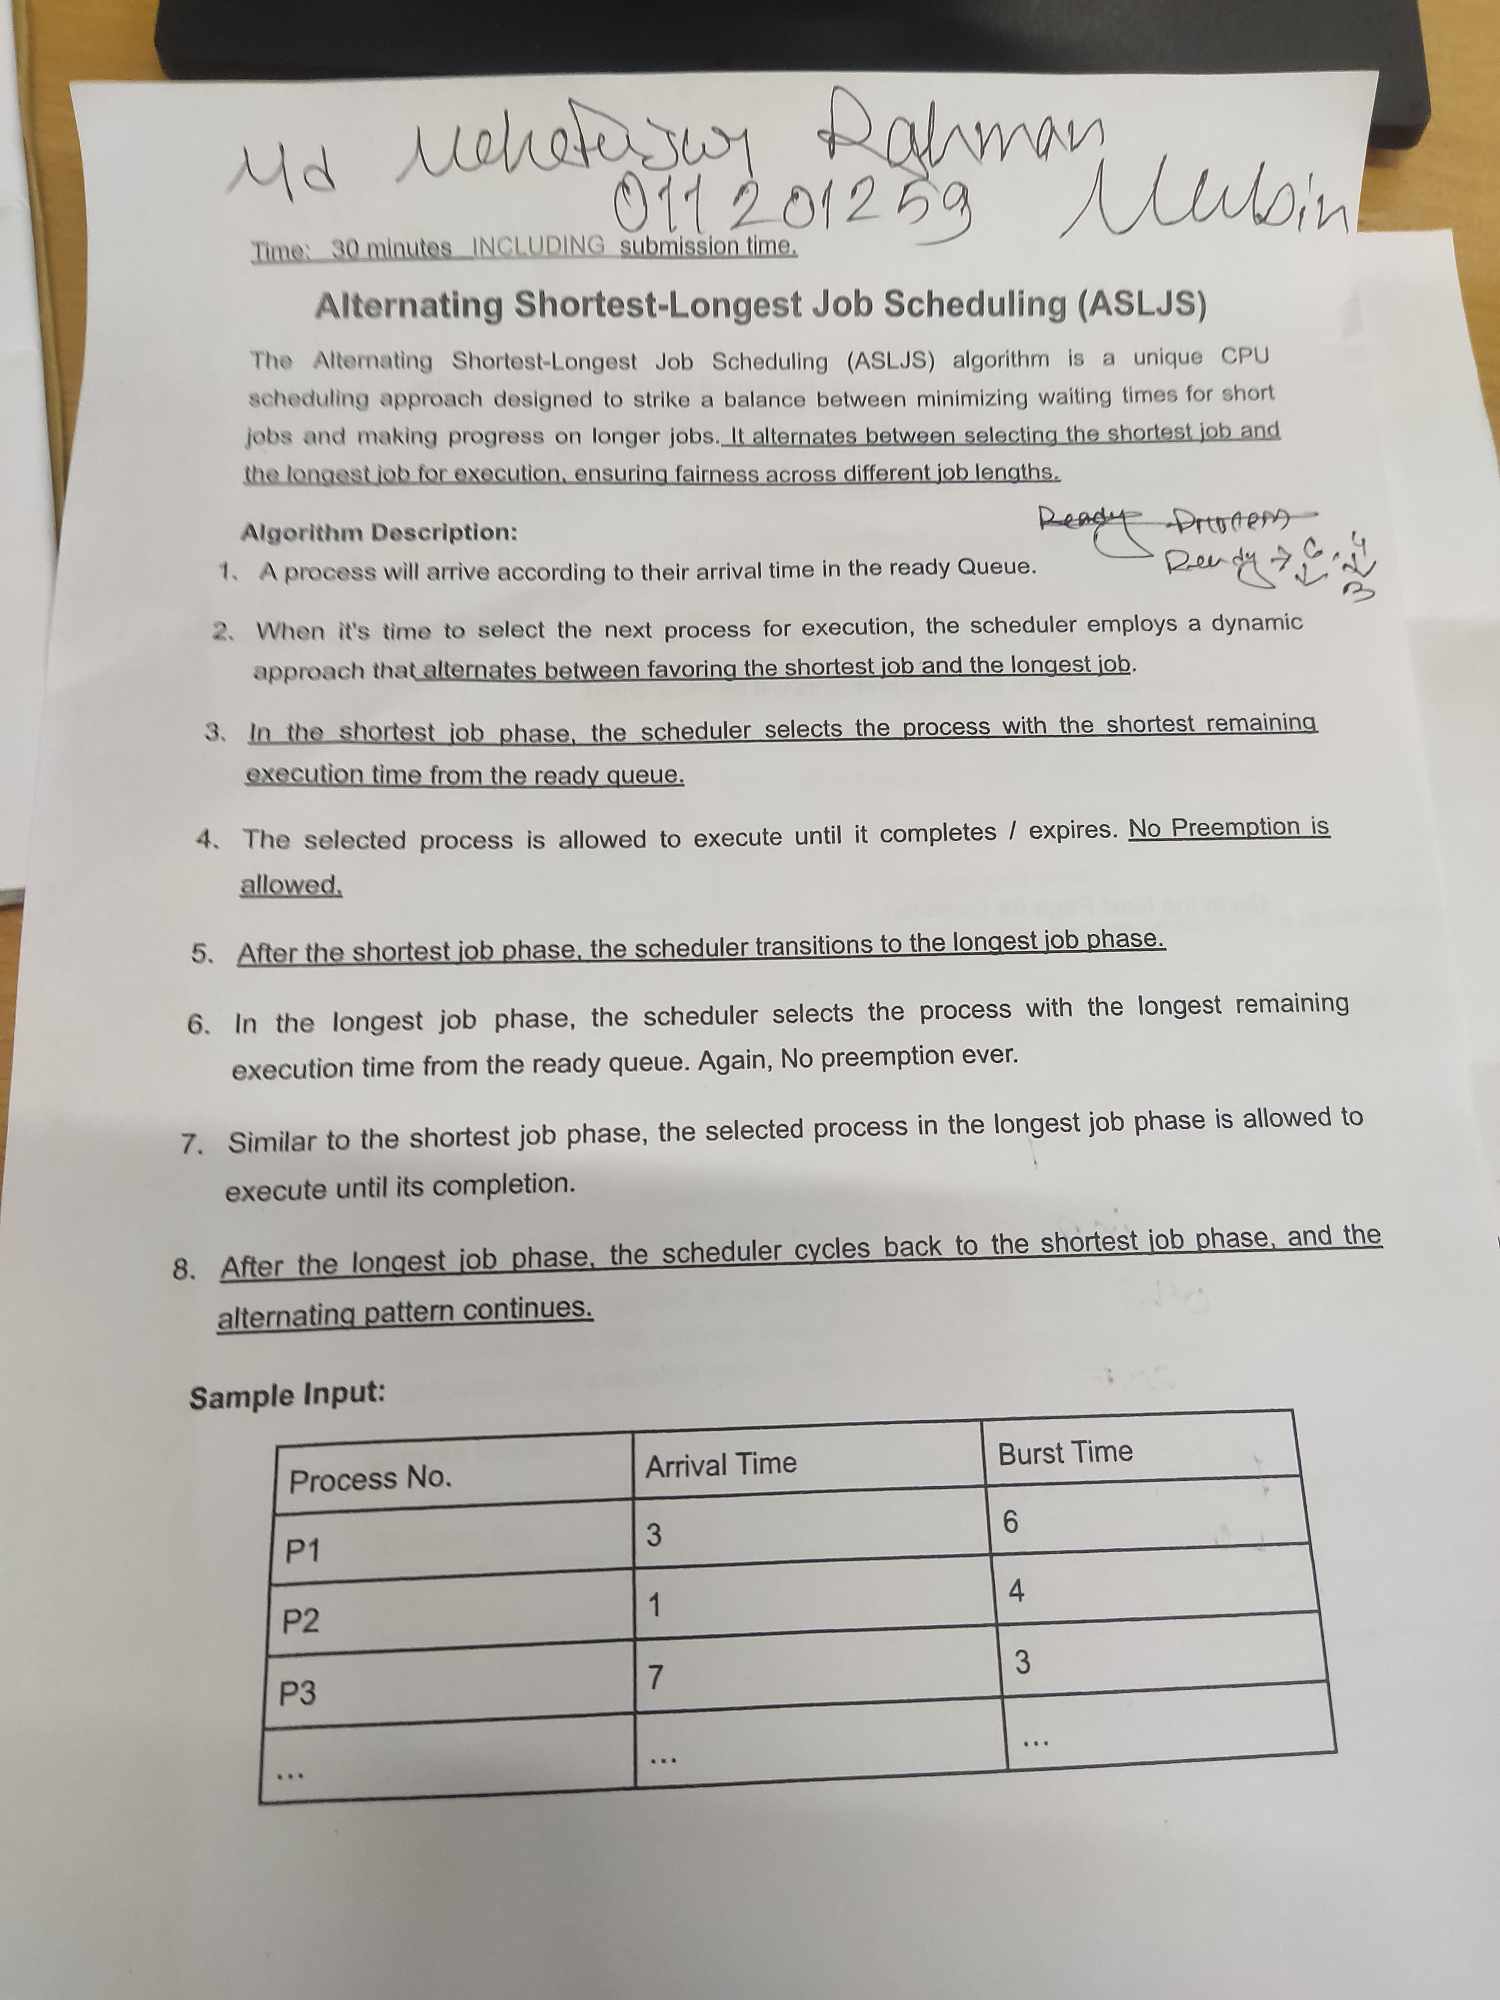 Md Mehetajur Rahman
011201259 Mubin
Time: 30 minutes INCLUDING submission time.
Alternating Shortest-Longest Job Scheduling (ASLJS)
The Alternating Shortest-Longest Job Scheduling (ASLJS) algorithm is a unique CPU
scheduling approach designed to strike a balance between minimizing waiting times for short
jobs and making progress on longer jobs. It alternates between selecting the shortest job and
the longest job for execution, ensuring fairness across different job lengths.
Ready
Algorithm Description:
Ready → 6, 4
3
1. A process will arrive according to their arrival time in the ready Queue.
2. When it's time to select the next process for execution, the scheduler employs a dynamic
approach that alternates between favoring the shortest job and the longest job.
3. In the shortest job phase, the scheduler selects the process with the shortest remaining
execution time from the ready queue.
4. The selected process is allowed to execute until it completes / expires. No Preemption is
allowed.
5. After the shortest job phase, the scheduler transitions to the longest job phase.
6. In the longest job phase, the scheduler selects the process with the longest remaining
execution time from the ready queue. Again, No preemption ever.
7. Similar to the shortest job phase, the selected process in the longest job phase is allowed to
execute until its completion.
8. After the longest job phase, the scheduler cycles back to the shortest job phase, and the
alternating pattern continues.
Sample Input:
Process No. Arrival Time Burst Time
P1 3 6
P2 1 4
P3 7 3
... ... ...